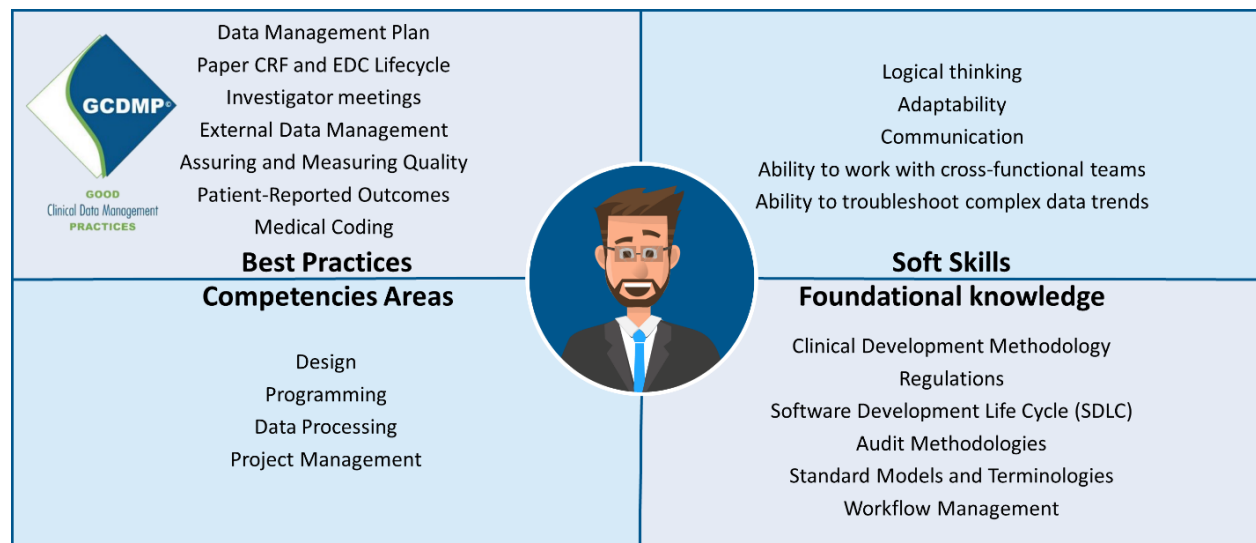 GCDMP©
GOOD
Clinical Data Management
PRACTICES
Data Management Plan
Paper CRF and EDC Lifecycle
Investigator meetings
External Data Management
Assuring and Measuring Quality
Patient-Reported Outcomes
Medical Coding
Best Practices
Logical thinking
Adaptability
Communication
Ability to work with cross-functional teams
Ability to troubleshoot complex data trends
Soft Skills
Competencies Areas
Design
Programming
Data Processing
Project Management
Foundational knowledge
Clinical Development Methodology
Regulations
Software Development Life Cycle (SDLC)
Audit Methodologies
Standard Models and Terminologies
Workflow Management